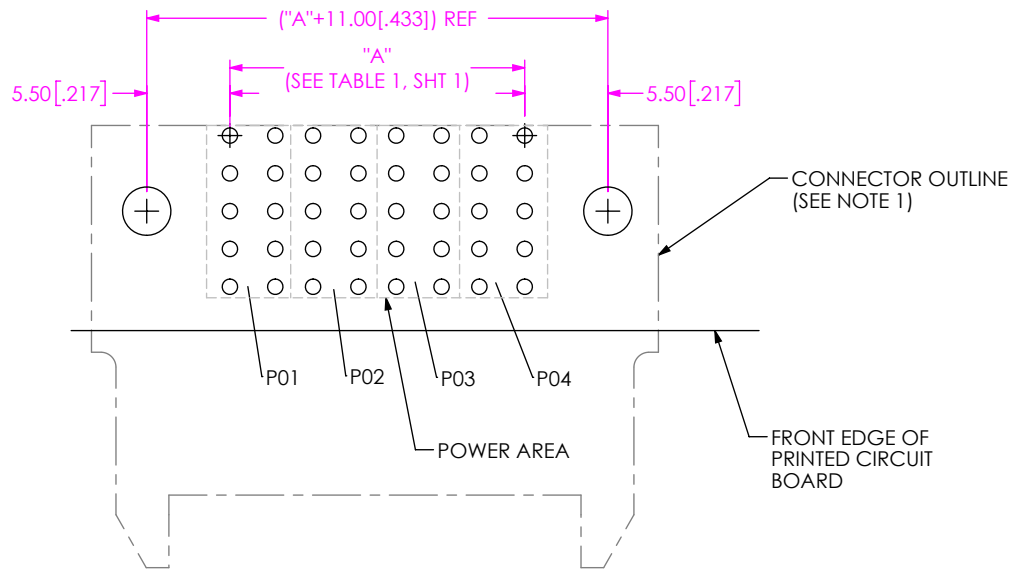 ("A"+11.00[.433]) REF
"A"
(SEE TABLE 1, SHT 1)
5.50[.217]
5.50[.217]
CONNECTOR OUTLINE
(SEE NOTE 1)
P01
P02
P03
P04
POWER AREA
FRONT EDGE OF
PRINTED CIRCUIT
BOARD